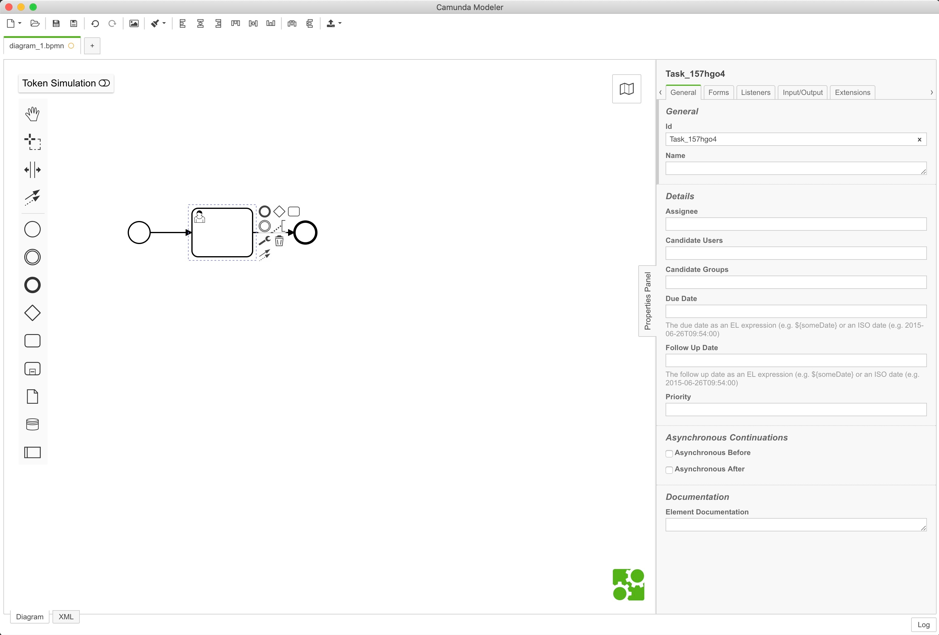 Camunda Modeler
diagram_1.bpmn
+
Token Simulation
Task_157hgo4
‹ General Forms Listeners Input/Output Extensions ›
General
Id
Task_157hgo4 ×
Name
Details
Assignee
Candidate Users
Candidate Groups
Due Date
The due date as an EL expression (e.g. ${someDate} or an ISO date (e.g. 2015-
06-26T09:54:00)
Follow Up Date
The follow up date as an EL expression (e.g. ${someDate} or an ISO date (e.g.
2015-06-26T09:54:00)
Priority
Asynchronous Continuations
Asynchronous Before
Asynchronous After
Documentation
Element Documentation
Properties Panel
Diagram XML
Log